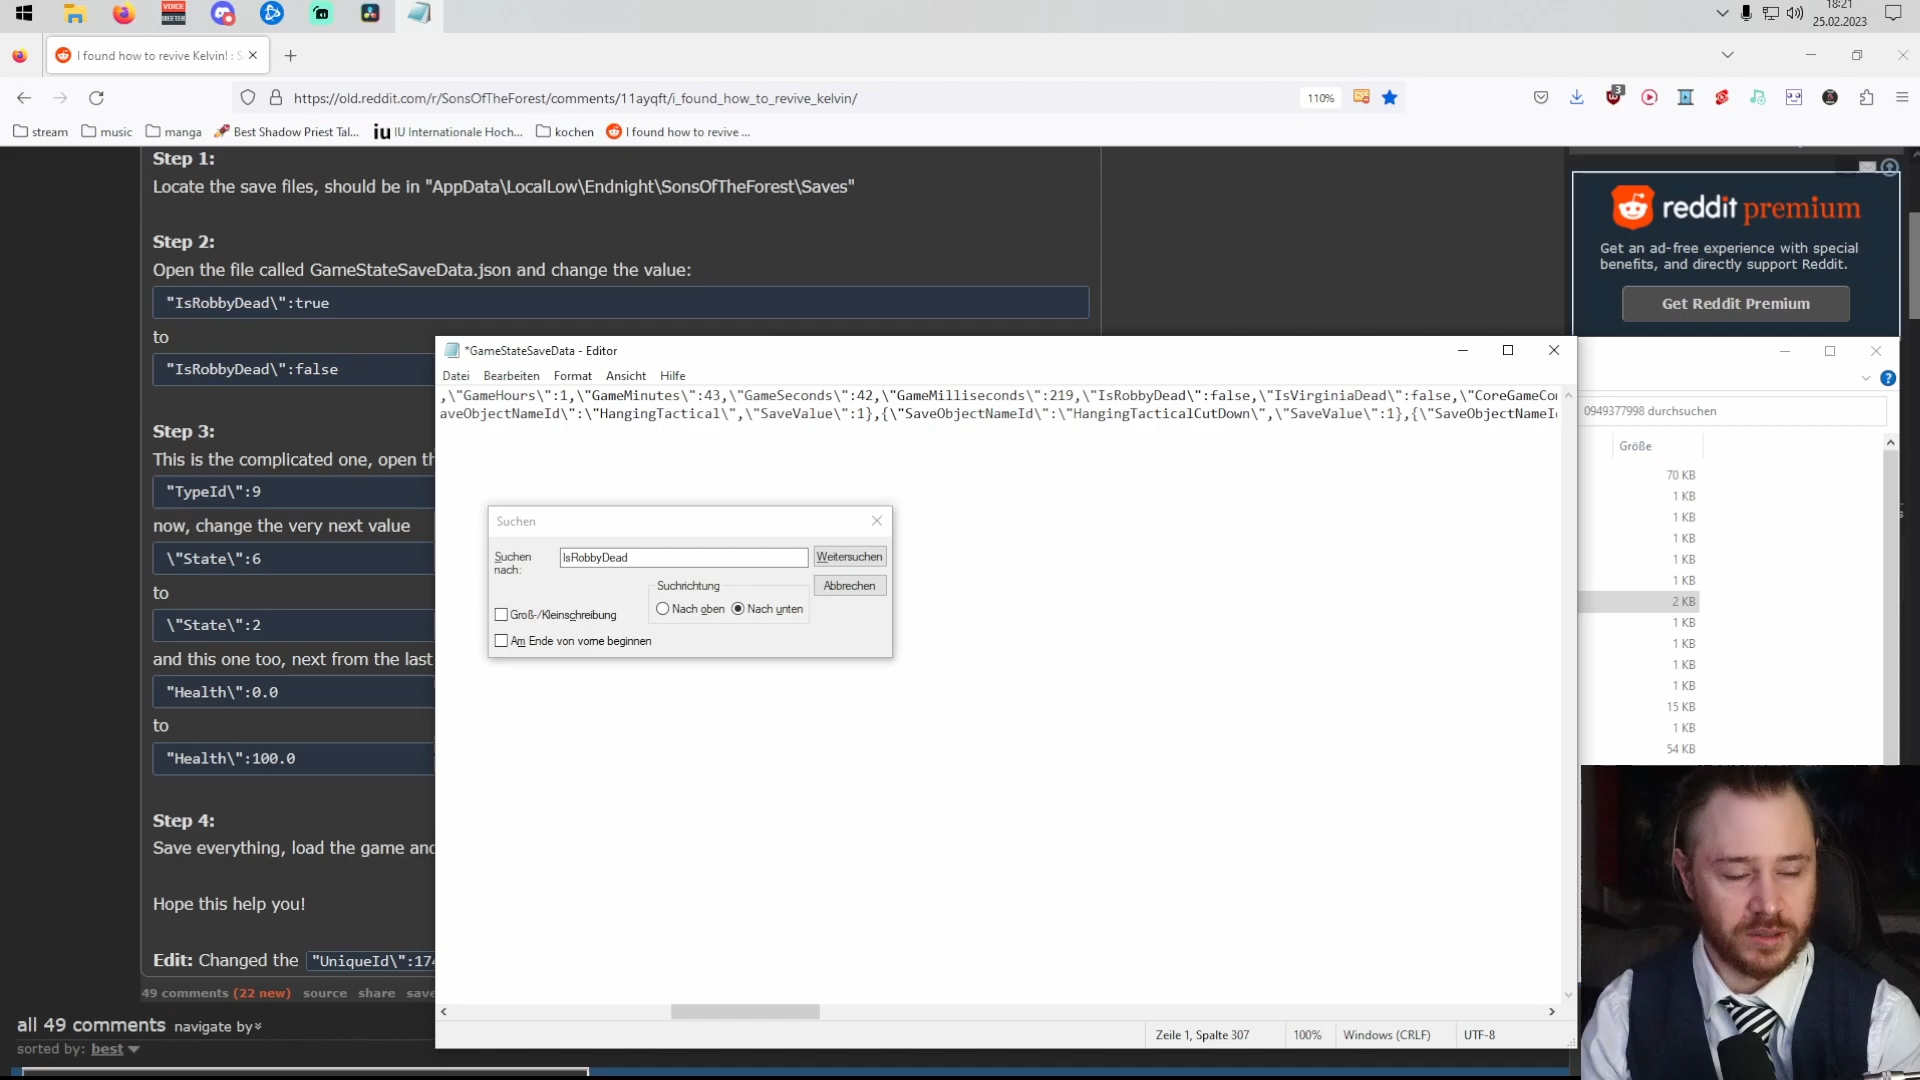 VOICE
MEETER
18:21
25.02.2023
I found how to revive Kelvin! : S
https://old.reddit.com/r/SonsOfTheForest/comments/11ayqft/i_found_how_to_revive_kelvin/
110%
3
stream
music
manga
Best Shadow Priest Tal...
iu IU Internationale Hoch...
kochen
I found how to revive ...
Step 1:
Locate the save files, should be in "AppData\LocalLow\Endnight\SonsOfTheForest\Saves"
Step 2:
Open the file called GameStateSaveData.json and change the value:
"IsRobbyDead\":true
to
"IsRobbyDead\":false
Step 3:
This is the complicated one, open th
"TypeId\":9
now, change the very next value
\"State\":6
to
\"State\":2
and this one too, next from the last
"Health\":0.0
to
"Health\":100.0
Step 4:
Save everything, load the game and
Hope this help you!
Edit: Changed the "UniqueId\":174
49 comments (22 new) source share save
all 49 comments navigate by
sorted by: best
reddit premium
Get an ad-free experience with special
benefits, and directly support Reddit.
Get Reddit Premium
*GameStateSaveData - Editor
Datei Bearbeiten Format Ansicht Hilfe
,\"GameHours\":1,\"GameMinutes\":43,\"GameSeconds\":42,\"GameMilliseconds\":219,\"IsRobbyDead\":false,\"IsVirginiaDead\":false,\"CoreGameCo
aveObjectNameId\":\"HangingTactical\",\"SaveValue\":1},{\"SaveObjectNameId\":\"HangingTacticalCutDown\",\"SaveValue\":1},{\"SaveObjectNameI
Suchen
Suchen
nach:
IsRobbyDead
Weitersuchen
Suchrichtung
Abbrechen
Nach oben
Nach unten
Groß-/Kleinschreibung
Am Ende von vorne beginnen
Zeile 1, Spalte 307
100%
Windows (CRLF)
UTF-8
0949377998 durchsuchen
Größe
70 KB
1 KB
1 KB
1 KB
1 KB
1 KB
2 KB
1 KB
1 KB
1 KB
1 KB
15 KB
1 KB
54 KB